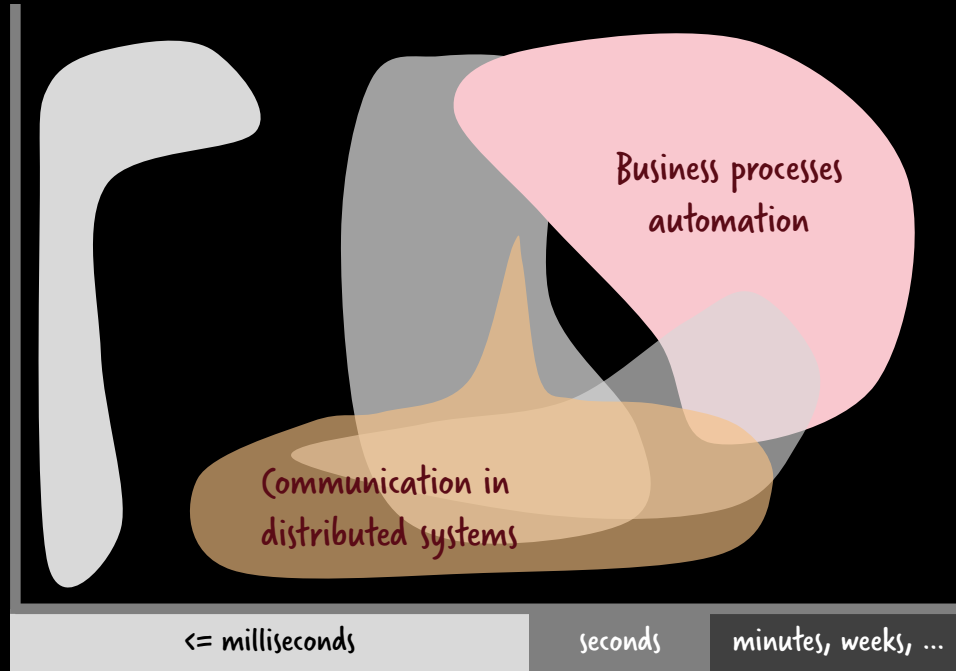 Business processes
automation
Communication in
distributed systems
<= milliseconds
seconds
minutes, weeks, ...